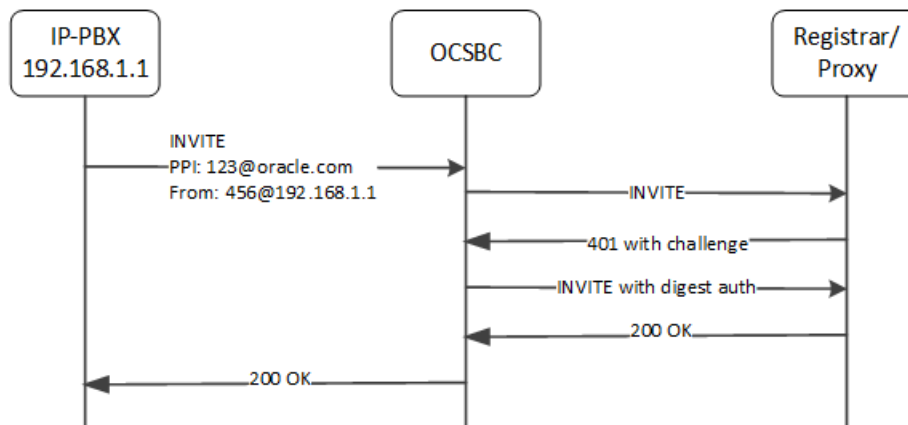 IP-PBX
192.168.1.1
OCSBC
Registrar/
Proxy
INVITE
PPI: 123@oracle.com
From: 456@192.168.1.1
INVITE
401 with challenge
INVITE with digest auth
200 OK
200 OK